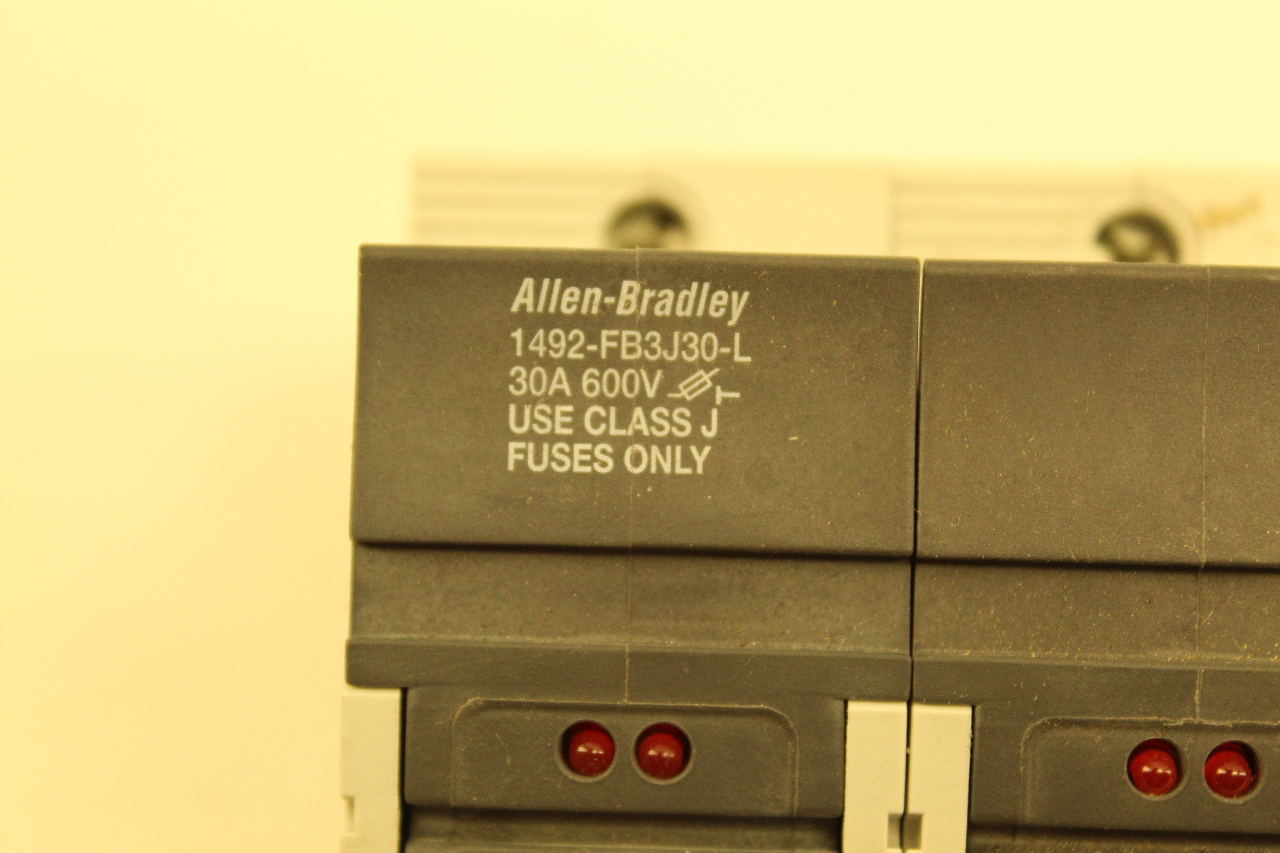 Allen-Bradley
1492-FB3J30-L
30A 600V
USE CLASS J
FUSES ONLY